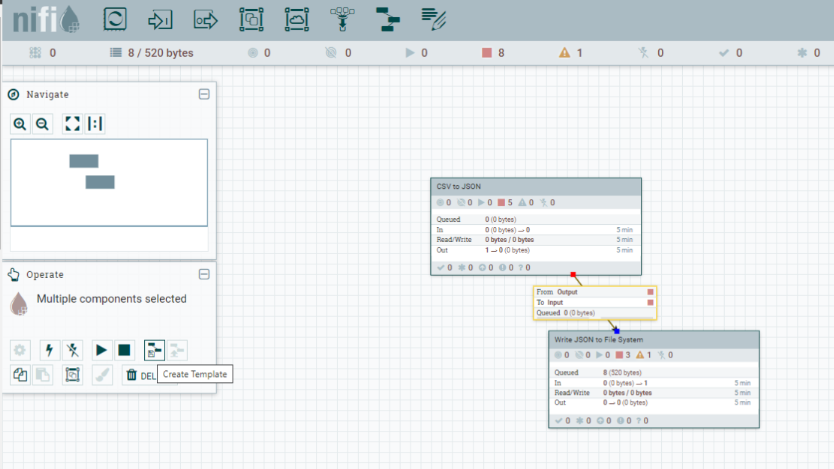 nifi
0 8 / 520 bytes 0 0 0 8 1 0 0 0
Navigate
Operate
Multiple components selected
DEL
Create Template
CSV to JSON
0 0 0 5 0 0
Queued 0 (0 bytes)
In 0 (0 bytes) → 0 5 min
Read/Write 0 bytes / 0 bytes 5 min
Out 1 → 0 (0 bytes) 5 min
0 0 0 0 ? 0
From Output
To Input
Queued 0 (0 bytes)
Write JSON to File System
0 0 0 3 1 0
Queued 8 (520 bytes)
In 0 (0 bytes) → 1 5 min
Read/Write 0 bytes / 0 bytes 5 min
Out 0 → 0 (0 bytes) 5 min
0 0 0 0 ? 0